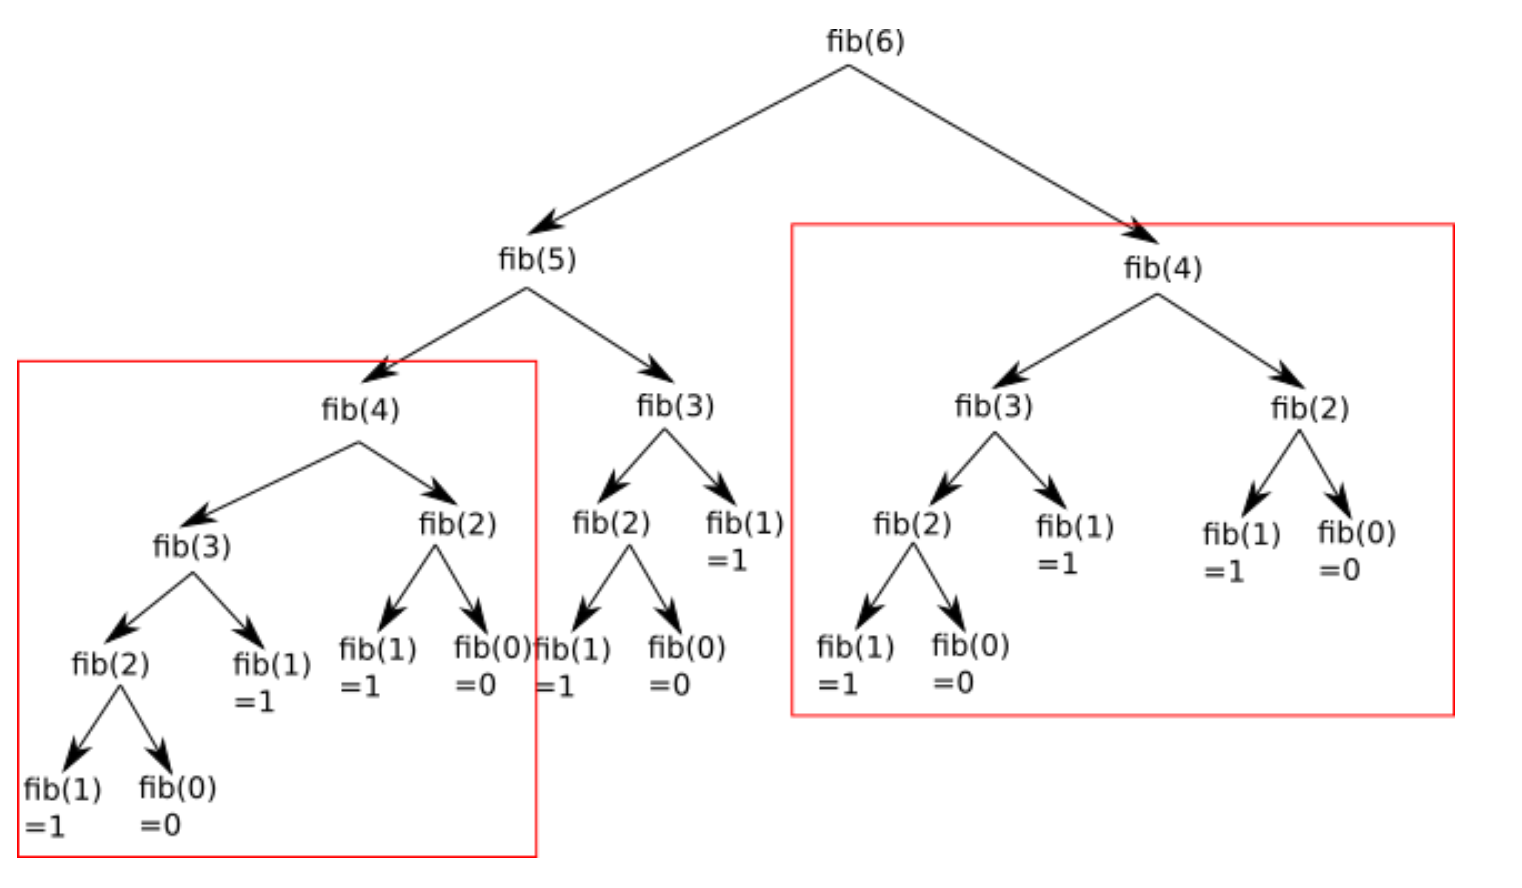 fib(6)
fib(5)
fib(4)
fib(4)
fib(3)
fib(3)
fib(2)
fib(3)
fib(2)
fib(2)
fib(1)
=1
fib(2)
fib(1)
=1
fib(1)
=1
fib(0)
=0
fib(2)
fib(1)
=1
fib(1)
=1
fib(0)
=0
fib(1)
=1
fib(0)
=0
fib(1)
=1
fib(0)
=0
fib(1)
=1
fib(0)
=0